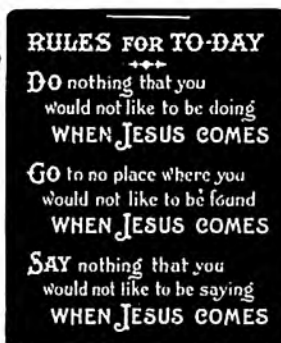 RULES FOR TO-DAY
DO nothing that you
would not like to be doing
WHEN JESUS COMES
GO to no place where you
would not like to be found
WHEN JESUS COMES
SAY nothing that you
would not like to be saying
WHEN JESUS COMES